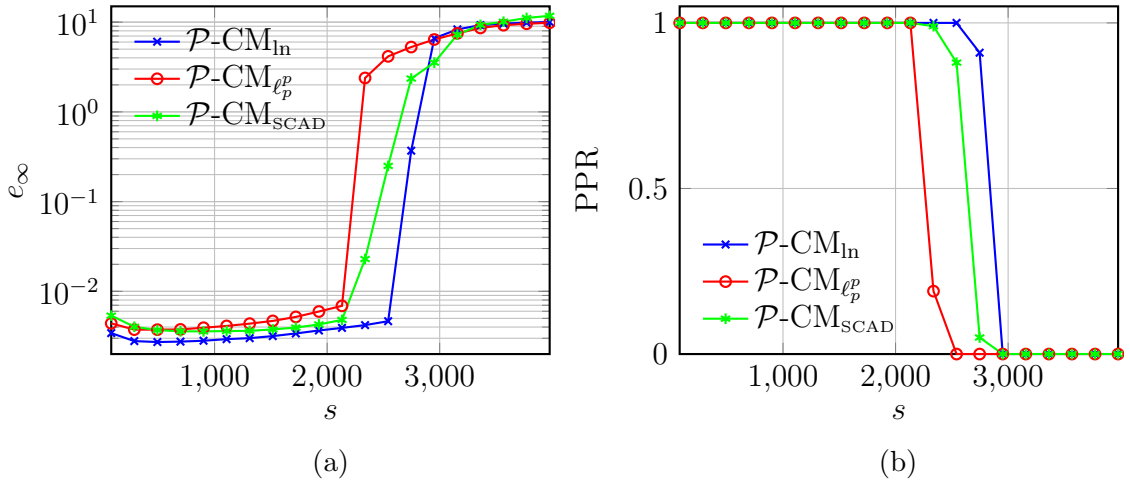 10^1
10^0
10^{-1}
10^{-2}
e_∞
𝒫-CM_ln
𝒫-CM_{ℓ_p^p}
𝒫-CM_SCAD
1,000 2,000 3,000
s
(a)
1
0.5
0
PPR
𝒫-CM_ln
𝒫-CM_{ℓ_p^p}
𝒫-CM_SCAD
1,000 2,000 3,000
s
(b)